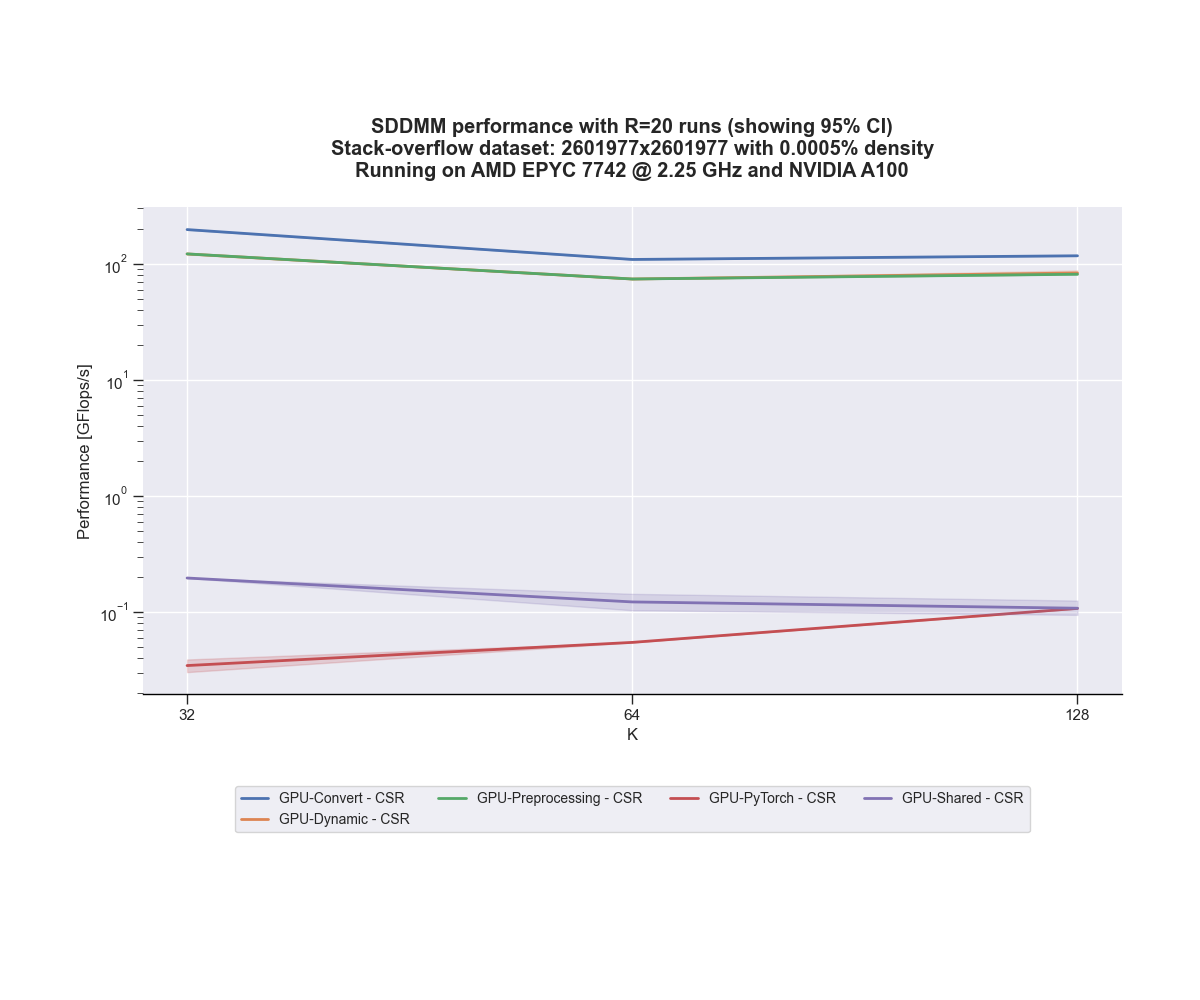 SDDMM performance with R=20 runs (showing 95% CI)
Stack-overflow dataset: 2601977x2601977 with 0.0005% density
Running on AMD EPYC 7742 @ 2.25 GHz and NVIDIA A100
Performance [GFlops/s]
10²
10¹
10⁰
10⁻¹
32 64 128
K
GPU-Convert - CSR GPU-Preprocessing - CSR GPU-PyTorch - CSR GPU-Shared - CSR
GPU-Dynamic - CSR